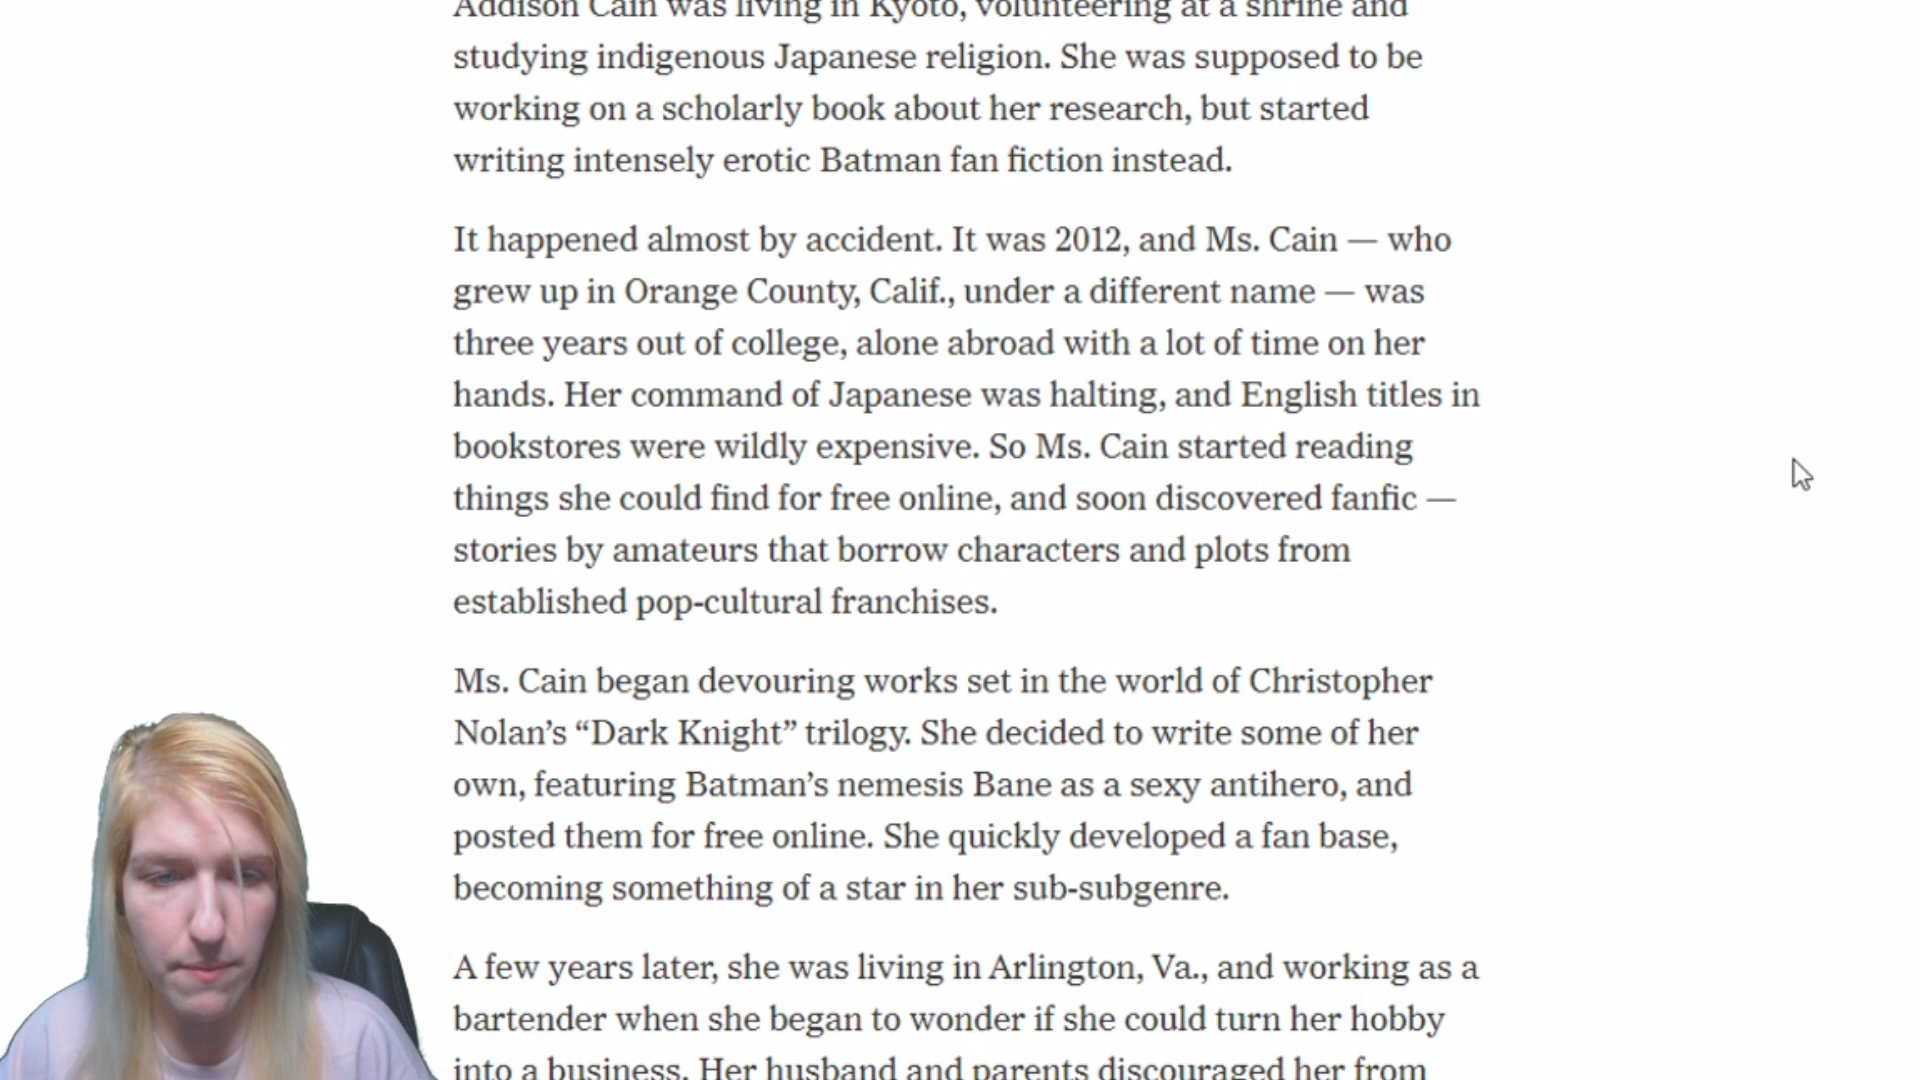 Addison Cain was living in Kyoto, volunteering at a shrine and
studying indigenous Japanese religion. She was supposed to be
working on a scholarly book about her research, but started
writing intensely erotic Batman fan fiction instead.
It happened almost by accident. It was 2012, and Ms. Cain — who
grew up in Orange County, Calif., under a different name — was
three years out of college, alone abroad with a lot of time on her
hands. Her command of Japanese was halting, and English titles in
bookstores were wildly expensive. So Ms. Cain started reading
things she could find for free online, and soon discovered fanfic —
stories by amateurs that borrow characters and plots from
established pop-cultural franchises.
Ms. Cain began devouring works set in the world of Christopher
Nolan’s “Dark Knight” trilogy. She decided to write some of her
own, featuring Batman’s nemesis Bane as a sexy antihero, and
posted them for free online. She quickly developed a fan base,
becoming something of a star in her sub-subgenre.
A few years later, she was living in Arlington, Va., and working as a
bartender when she began to wonder if she could turn her hobby
into a business. Her husband and parents discouraged her from